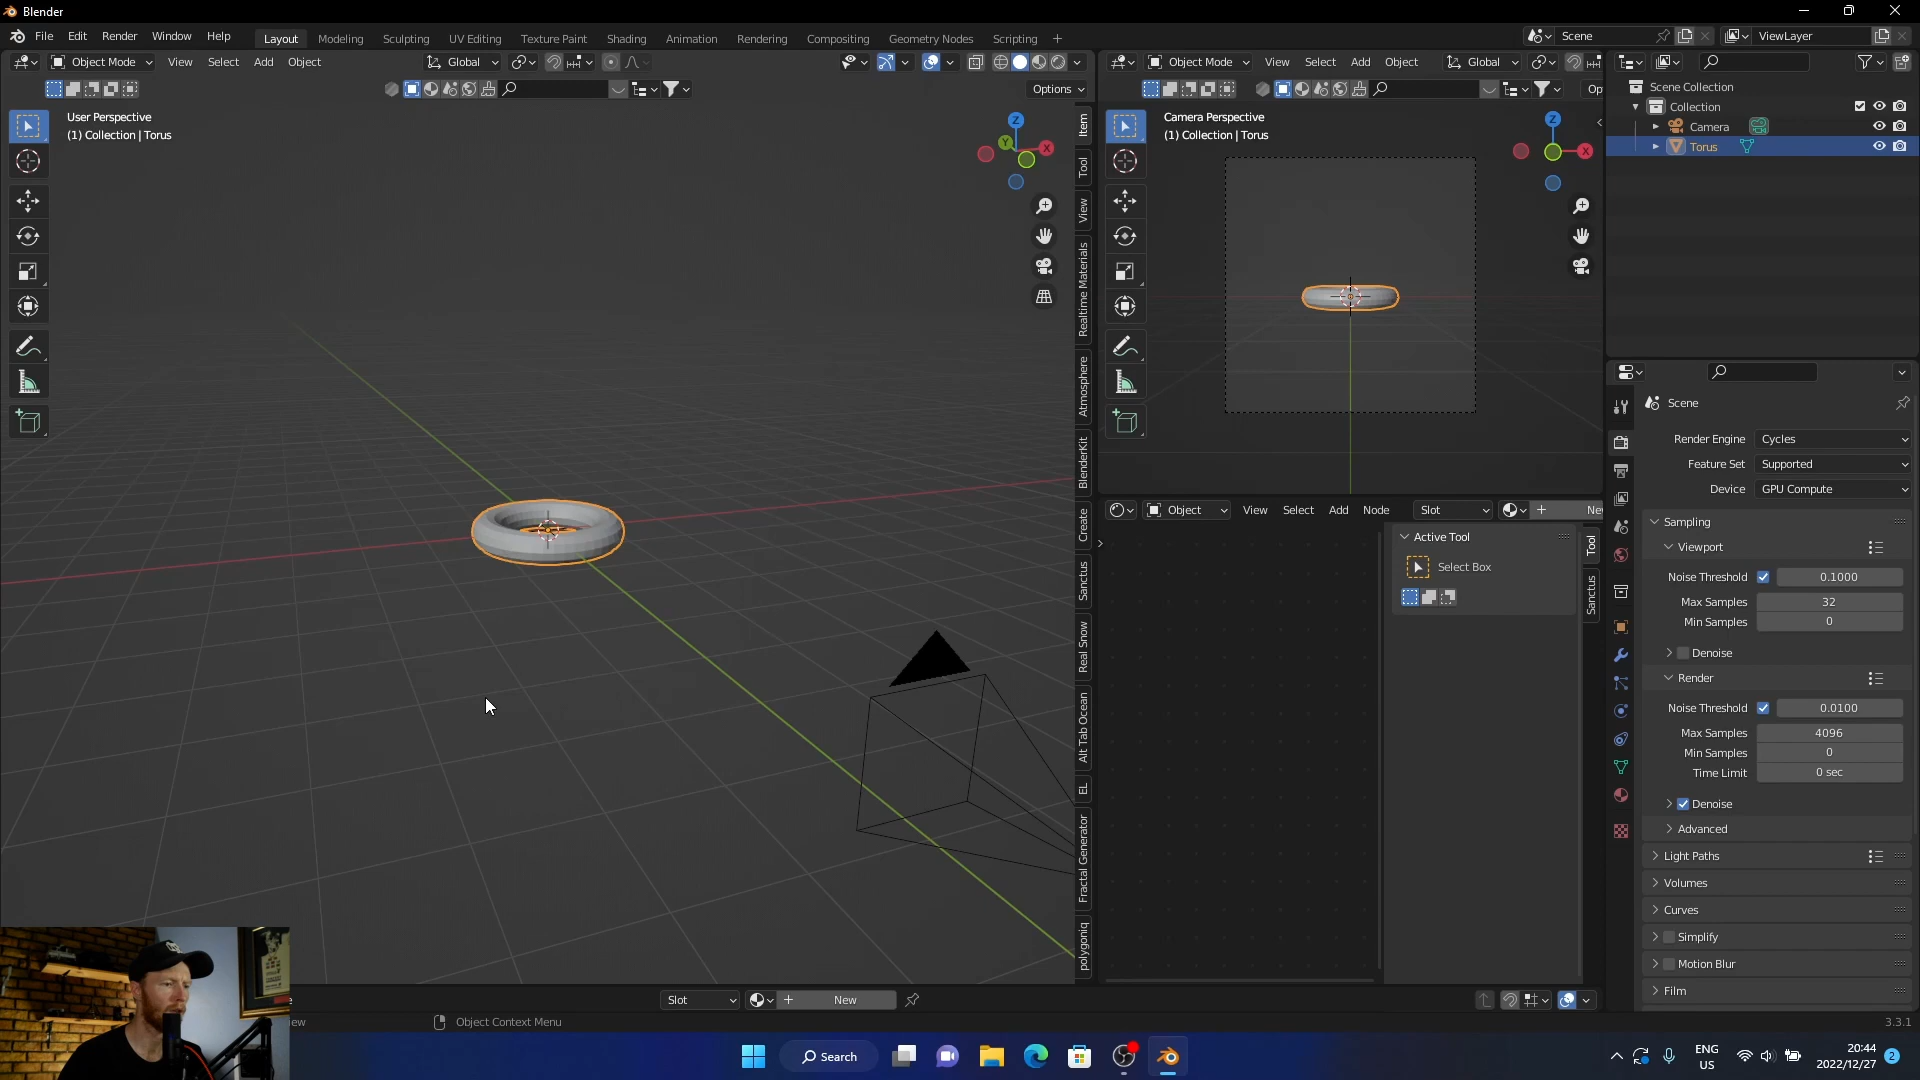 Blender
File Edit Render Window Help
Layout Modeling Sculpting UV Editing Texture Paint Shading Animation Rendering Compositing Geometry Nodes Scripting
Scene ViewLayer
Object Mode View Select Add Object Global
Options
User Perspective
(1) Collection | Torus
Z
Y
X
Item
Tool
View
Realtime Materials
Atmosphere
BlenderKit
Create
Sanctus
Real Snow
Alt Tab Ocean
EL
Fractal Generator
polygoniq
Object Mode View Select Add Object Global
Op
Camera Perspective
(1) Collection | Torus
Z
X
Object View Select Add Node Slot Ne
Active Tool
Select Box
Tool
Sanctus
Scene Collection
Collection
Camera
Torus
Scene
Render Engine Cycles
Feature Set Supported
Device GPU Compute
Sampling
Viewport
Noise Threshold 0.1000
Max Samples 32
Min Samples 0
Denoise
Render
Noise Threshold 0.0100
Max Samples 4096
Min Samples 0
Time Limit 0 sec
Denoise
Advanced
Light Paths
Volumes
Curves
Simplify
Motion Blur
Film
Slot New
ew Object Context Menu
3.3.1
Search
ENG
US
20:44
2022/12/27
2